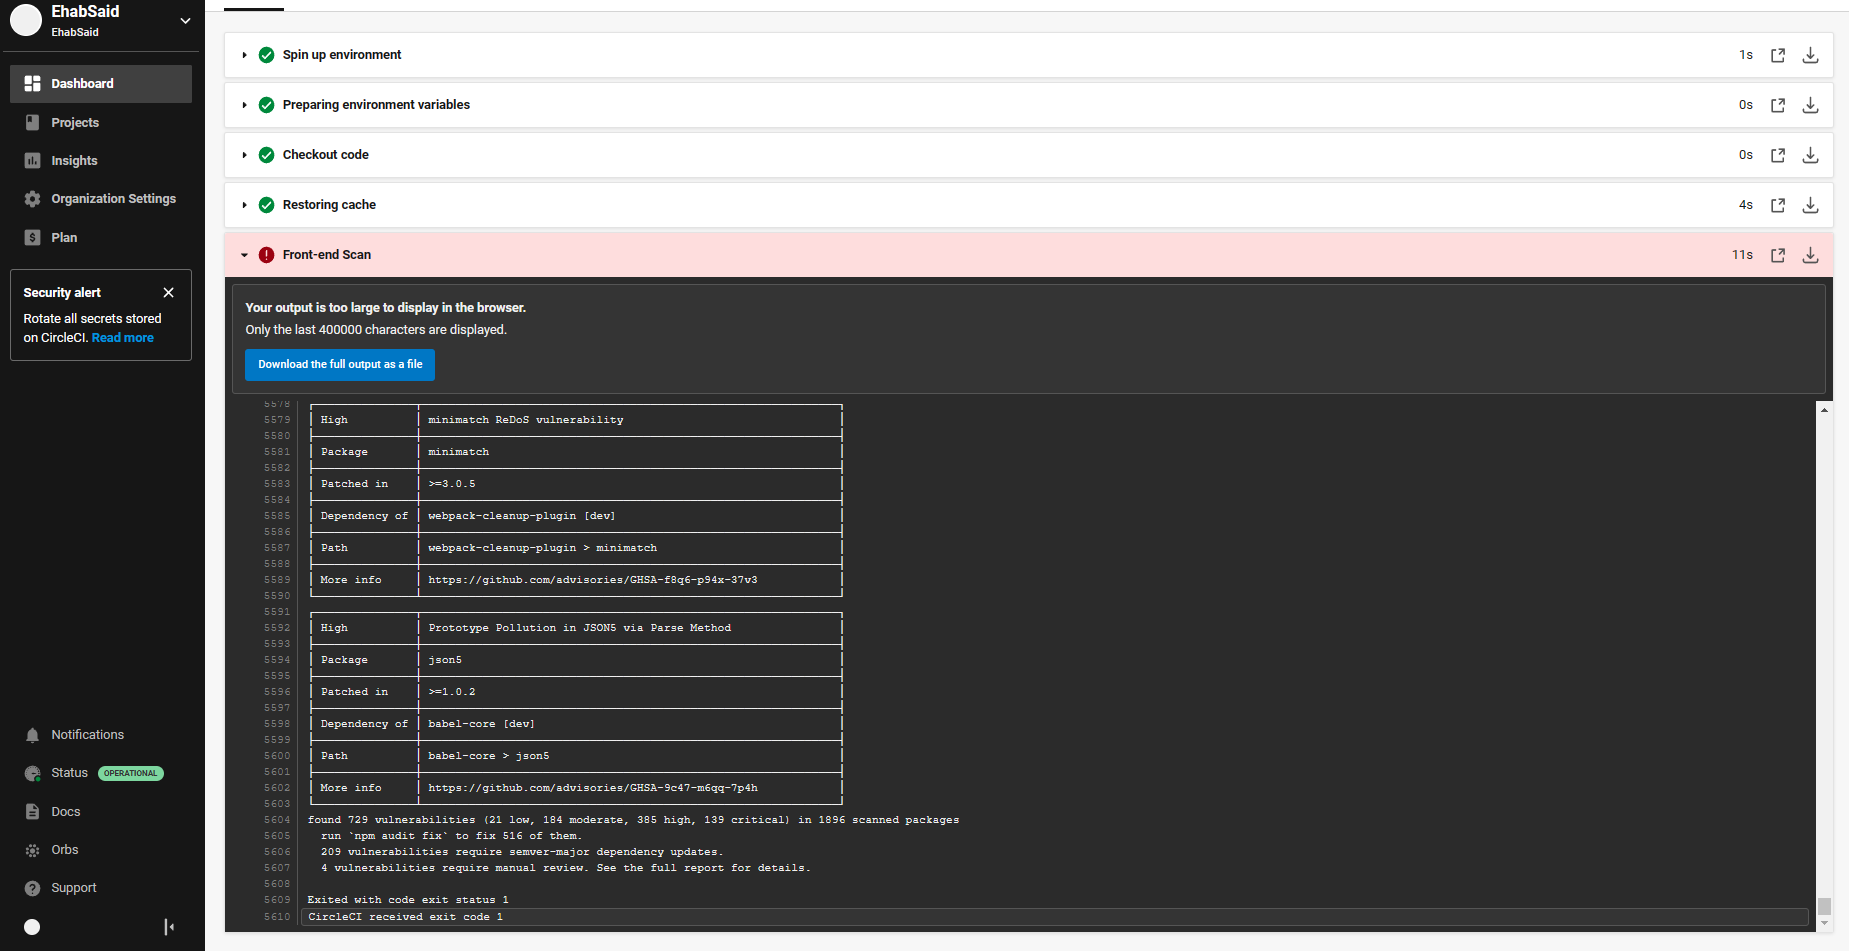 EhabSaid
EhabSaid
Dashboard
Projects
Insights
Organization Settings
Plan
Security alert
Rotate all secrets stored
on CircleCI. Read more
Notifications
Status OPERATIONAL
Docs
Orbs
Support
Spin up environment 1s
Preparing environment variables 0s
Checkout code 0s
Restoring cache 4s
Front-end Scan 11s
Your output is too large to display in the browser.
Only the last 400000 characters are displayed.
Download the full output as a file
5578
5579 High minimatch ReDoS vulnerability
5580
5581 Package minimatch
5582
5583 Patched in >=3.0.5
5584
5585 Dependency of webpack-cleanup-plugin [dev]
5586
5587 Path webpack-cleanup-plugin > minimatch
5588
5589 More info https://github.com/advisories/GHSA-f8q6-p94x-37v3
5590
5591
5592 High Prototype Pollution in JSON5 via Parse Method
5593
5594 Package json5
5595
5596 Patched in >=1.0.2
5597
5598 Dependency of babel-core [dev]
5599
5600 Path babel-core > json5
5601
5602 More info https://github.com/advisories/GHSA-9c47-m6qq-7p4h
5603
5604 found 729 vulnerabilities (21 low, 184 moderate, 385 high, 139 critical) in 1896 scanned packages
5605 run `npm audit fix` to fix 516 of them.
5606 209 vulnerabilities require semver-major dependency updates.
5607 4 vulnerabilities require manual review. See the full report for details.
5608
5609 Exited with code exit status 1
5610 CircleCI received exit code 1